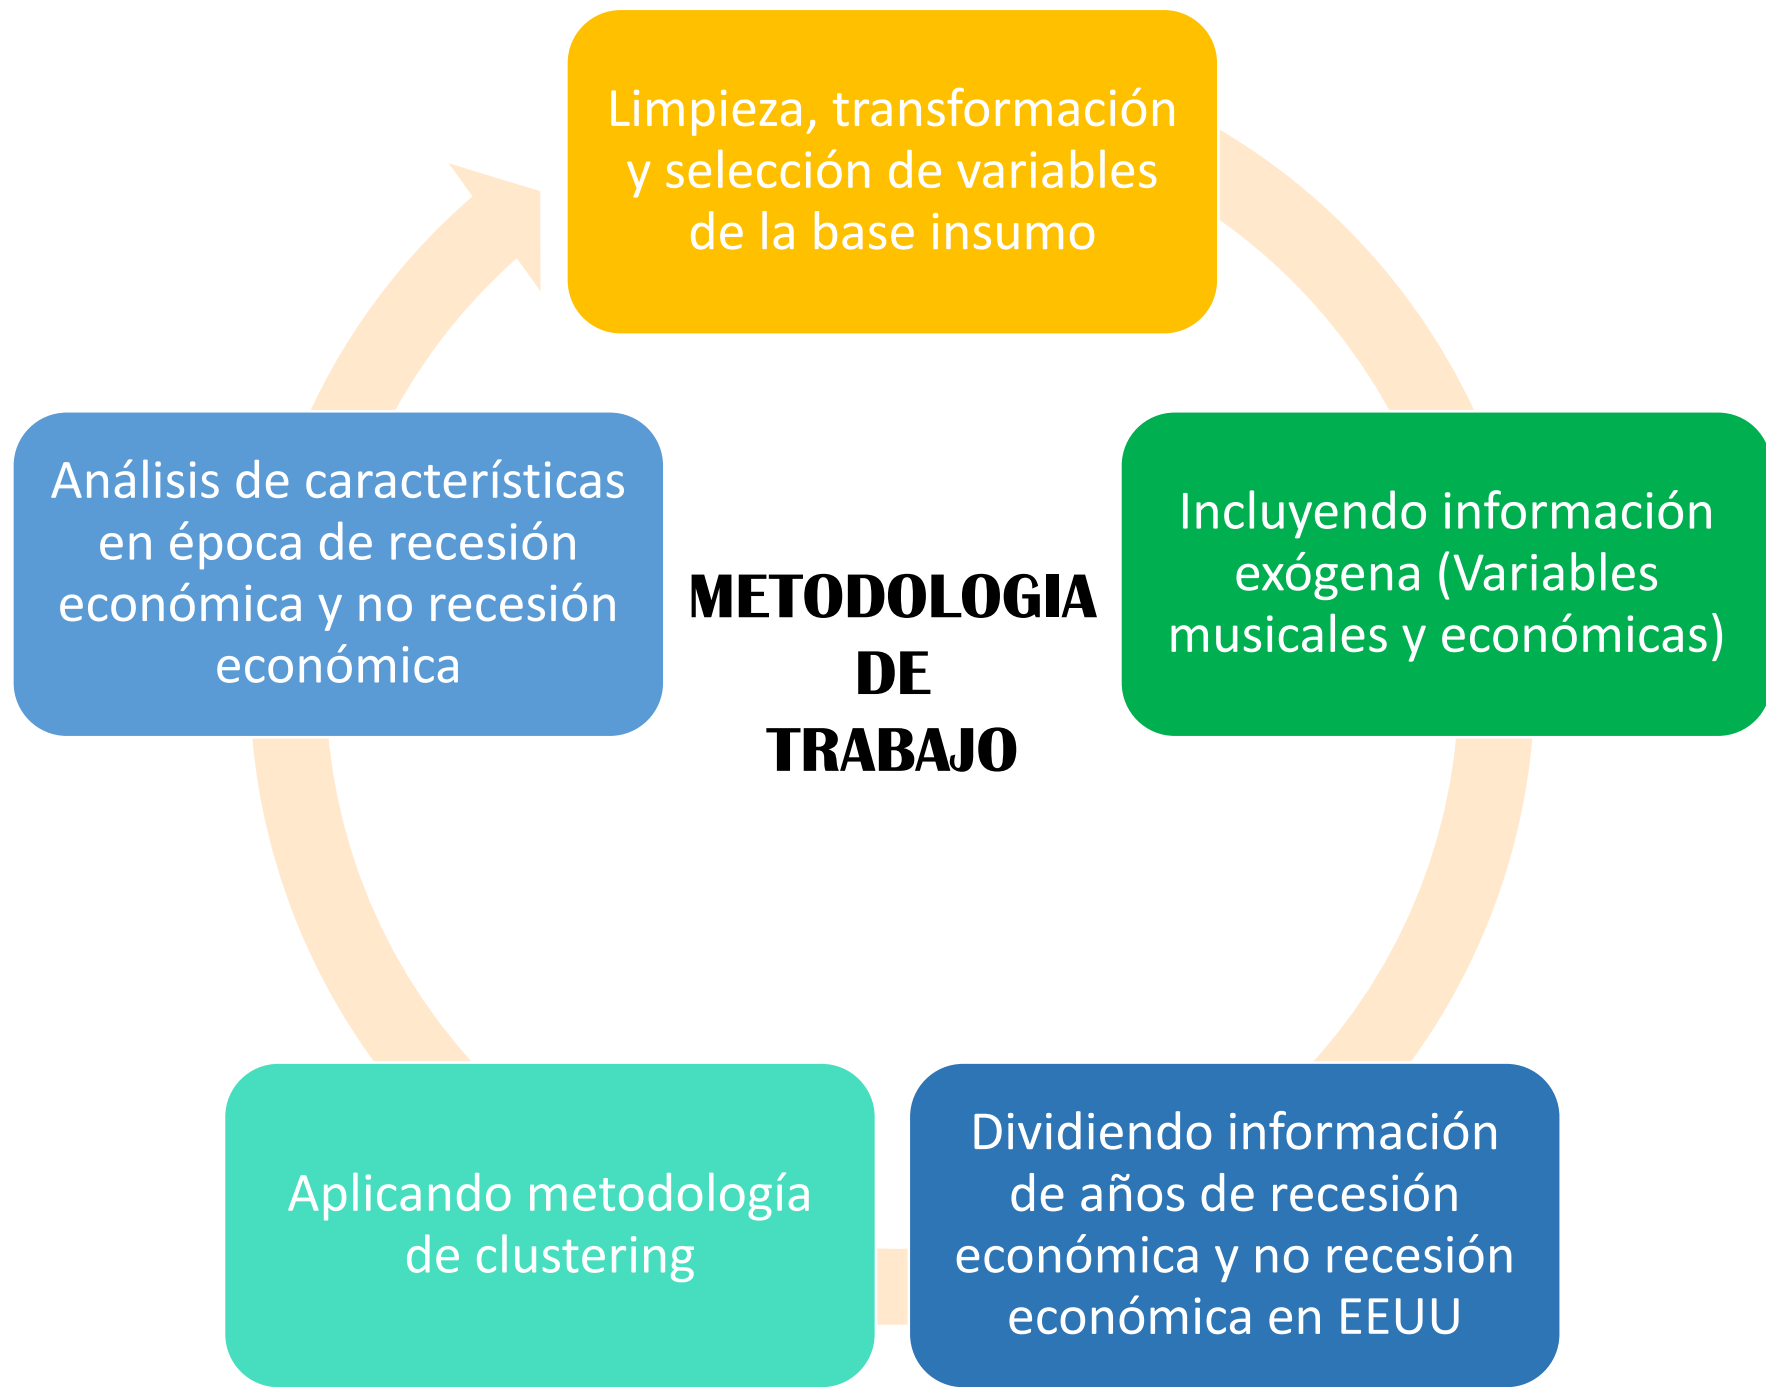 Limpieza, transformación
y selección de variables
de la base insumo
Incluyendo información
exógena (Variables
musicales y económicas)
Dividiendo información
de años de recesión
económica y no recesión
económica en EEUU
Aplicando metodología
de clustering
Análisis de características
en época de recesión
económica y no recesión
económica
METODOLOGIA
DE
TRABAJO